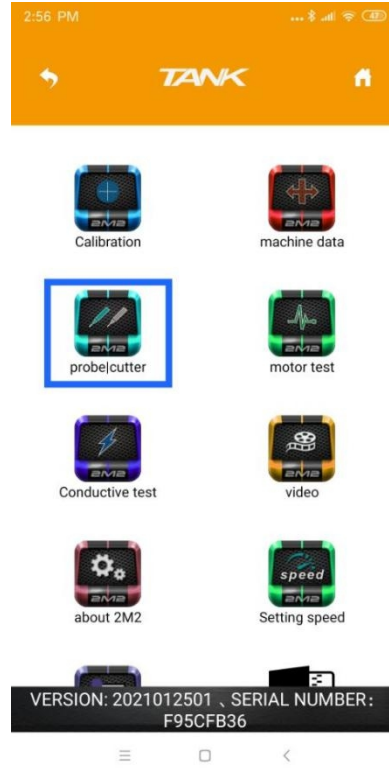 2:56 PM
47
TANK
2M2
2M2
Calibration
machine data
2M2
2M2
probe|cutter
motor test
2M2
2M2
Conductive test
video
speed
2M2
2M2
about 2M2
Setting speed
VERSION: 2021012501 、SERIAL NUMBER:
F95CFB36